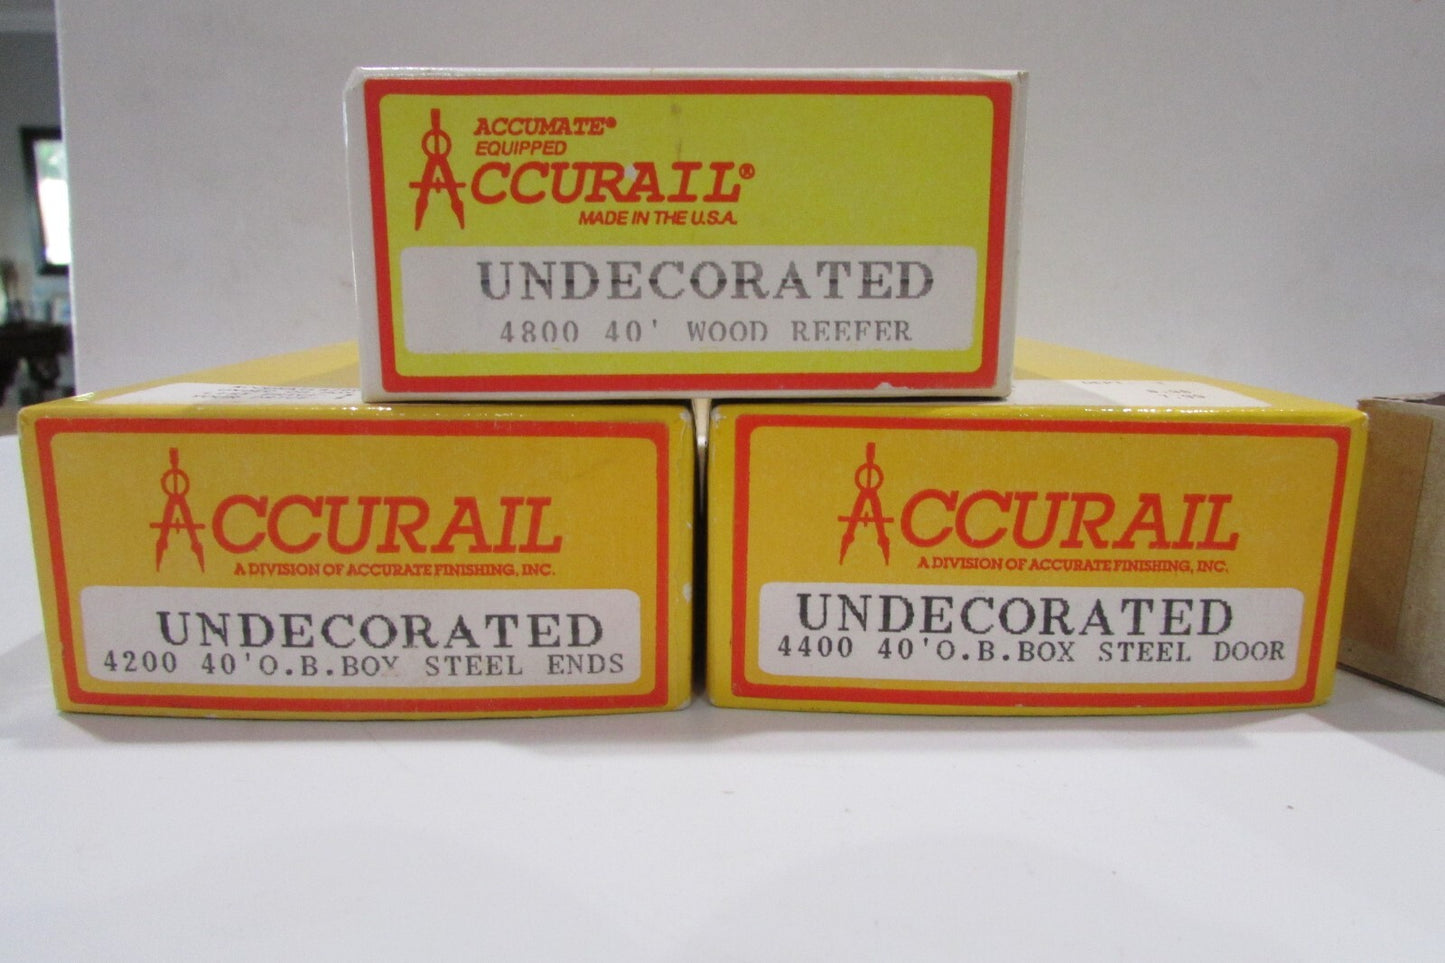 ACCUMATE®
EQUIPPED
ACCURAIL®
MADE IN THE U.S.A.
UNDECORATED
4800 40' WOOD REEFER
ACCURAIL
A DIVISION OF ACCURATE FINISHING, INC.
UNDECORATED
4200 40'O.B.BOX STEEL ENDS
DEPT
ACCURAIL
A DIVISION OF ACCURATE FINISHING, INC.
UNDECORATED
4400 40'O.B.BOX STEEL DOOR